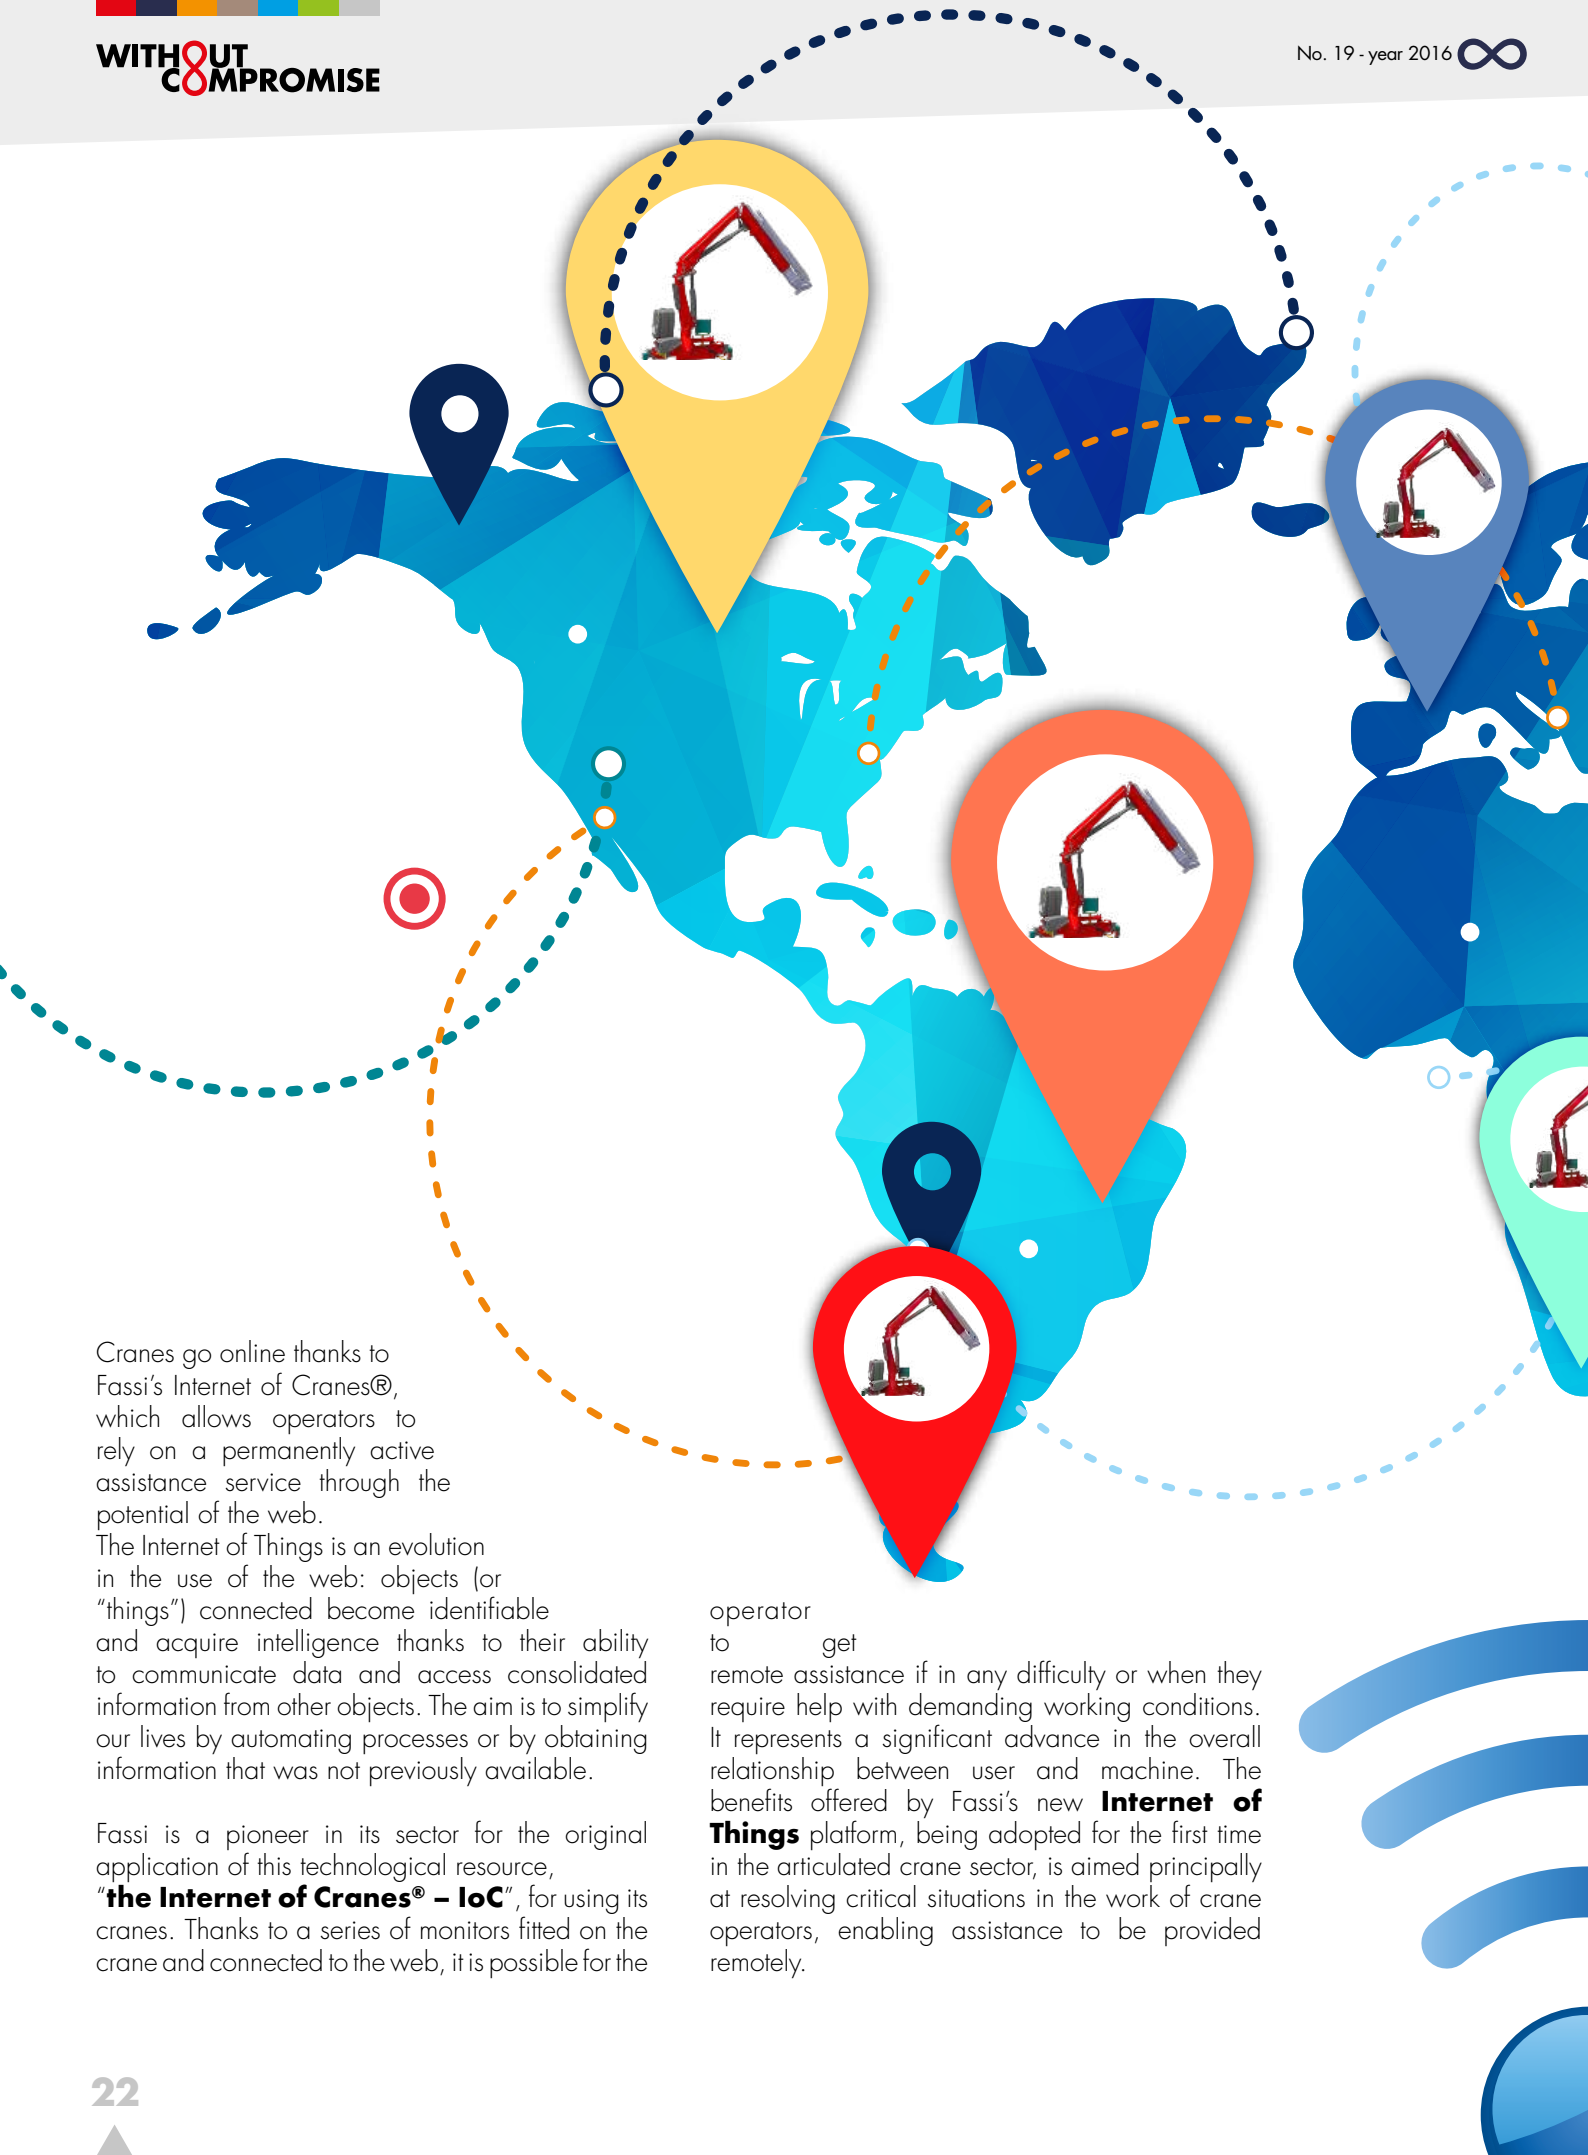 WITHOUT
COMPROMISE
No. 19 - year 2016
Cranes go online thanks to
Fassi’s Internet of Cranes®,
which allows operators to
rely on a permanently active
assistance service through the
potential of the web.
The Internet of Things is an evolution
in the use of the web: objects (or
“things”) connected become identifiable
and acquire intelligence thanks to their ability
to communicate data and access consolidated
information from other objects. The aim is to simplify
our lives by automating processes or by obtaining
information that was not previously available.
Fassi is a pioneer in its sector for the original
application of this technological resource,
“the Internet of Cranes® – IoC”, for using its
cranes. Thanks to a series of monitors fitted on the
crane and connected to the web, it is possible for the
operator
to get
remote assistance if in any difficulty or when they
require help with demanding working conditions.
It represents a significant advance in the overall
relationship between user and machine. The
benefits offered by Fassi’s new Internet of
Things platform, being adopted for the first time
in the articulated crane sector, is aimed principally
at resolving critical situations in the work of crane
operators, enabling assistance to be provided
remotely.
22